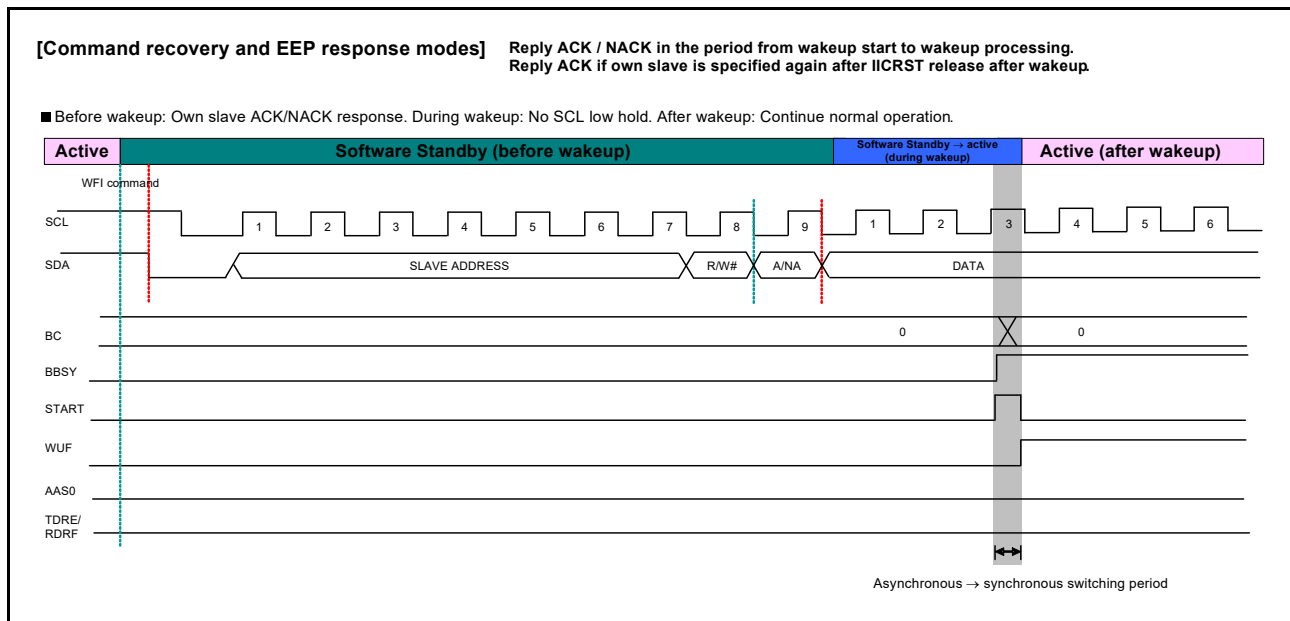 [Command recovery and EEP response modes]
Reply ACK / NACK in the period from wakeup start to wakeup processing.
Reply ACK if own slave is specified again after IICRST release after wakeup.
■ Before wakeup: Own slave ACK/NACK response. During wakeup: No SCL low hold. After wakeup: Continue normal operation.
Active
Software Standby (before wakeup)
Software Standby → active
(during wakeup)
Active (after wakeup)
WFI command
SCL
1 2 3 4 5 6 7 8 9 1 2 3 4 5 6
SDA
SLAVE ADDRESS R/W# A/NA DATA
BC
0 0
BBSY
START
WUF
AAS0
TDRE/
RDRF
Asynchronous → synchronous switching period